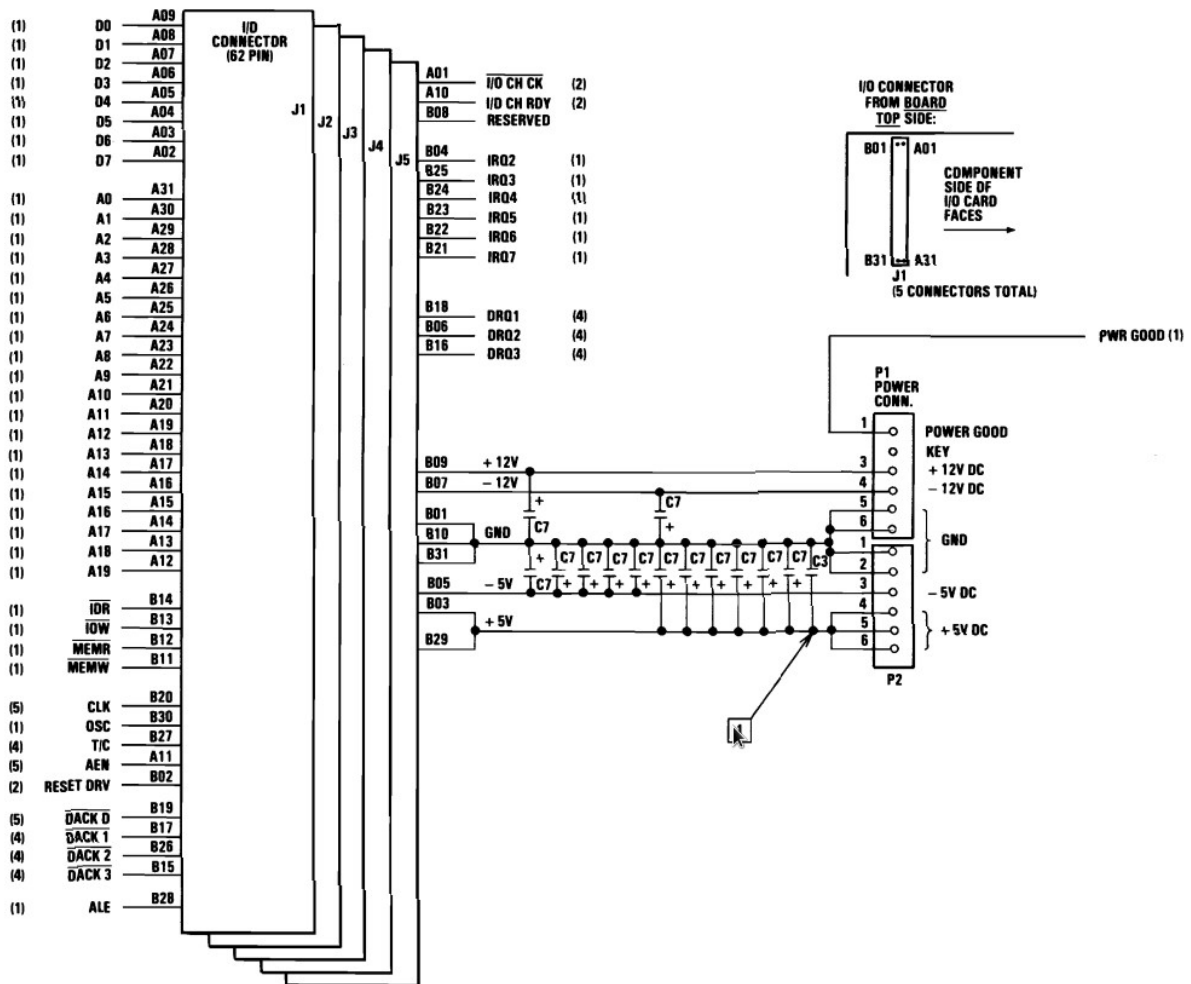 I/D
CONNECTOR
(62 PIN)
J1
J2
J3
J4
J5
(1) D0 A09
(1) D1 A08
(1) D2 A07
(1) D3 A06
(1) D4 A05
(1) D5 A04
(1) D6 A03
(1) D7 A02
(1) A0 A31
(1) A1 A30
(1) A2 A29
(1) A3 A28
(1) A4 A27
(1) A5 A26
(1) A6 A25
(1) A7 A24
(1) A8 A23
(1) A9 A22
(1) A10 A21
(1) A11 A20
(1) A12 A19
(1) A13 A18
(1) A14 A17
(1) A15 A16
(1) A16 A15
(1) A17 A14
(1) A18 A13
(1) A19 A12
(1) IOR B14
(1) IOW B13
(1) MEMR B12
(1) MEMW B11
(5) CLK B20
(1) OSC B30
(4) T/C B27
(5) AEN A11
(2) RESET DRV B02
(5) DACK 0 B19
(4) DACK 1 B17
(4) DACK 2 B26
(4) DACK 3 B15
(1) ALE B28
A01 I/O CH CK (2)
A10 I/O CH RDY (2)
B08 RESERVED
B04 IRQ2 (1)
B25 IRQ3 (1)
B24 IRQ4 (1)
B23 IRQ5 (1)
B22 IRQ6 (1)
B21 IRQ7 (1)
B18 DRQ1 (4)
B06 DRQ2 (4)
B16 DRQ3 (4)
B09 + 12V
B07 − 12V
B01
B10 GND
B31
B05 − 5V
B03
+ 5V
B29
+ C7
C7 +
+ C7 C7 C7 C7 C7 C7 C7 C7 C7 C7 C3
+ + + + + + + + +
I/O CONNECTOR
FROM BOARD
TOP SIDE:
B01 A01
COMPONENT
SIDE OF
I/O CARD
FACES
B31 A31
J1
(5 CONNECTORS TOTAL)
PWR GOOD (1)
P1
POWER
CONN.
1 POWER GOOD
KEY
3 + 12V DC
4 − 12V DC
5
6
GND
1
2
3 − 5V DC
4
5 + 5V DC
6
P2